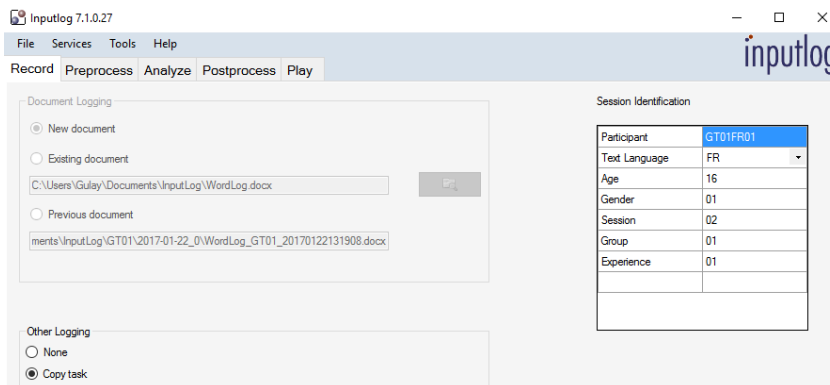 Inputlog 7.1.0.27
File Services Tools Help
inputlog
Record Preprocess Analyze Postprocess Play
Document Logging
New document
Existing document
C:\Users\Gulay\Documents\InputLog\WordLog.docx
Previous document
ments\InputLog\GT01\2017-01-22_0\WordLog_GT01_20170122131908.docx
Other Logging
None
Copy task
Session Identification
Participant GT01FR01
Text Language FR
Age 16
Gender 01
Session 02
Group 01
Experience 01